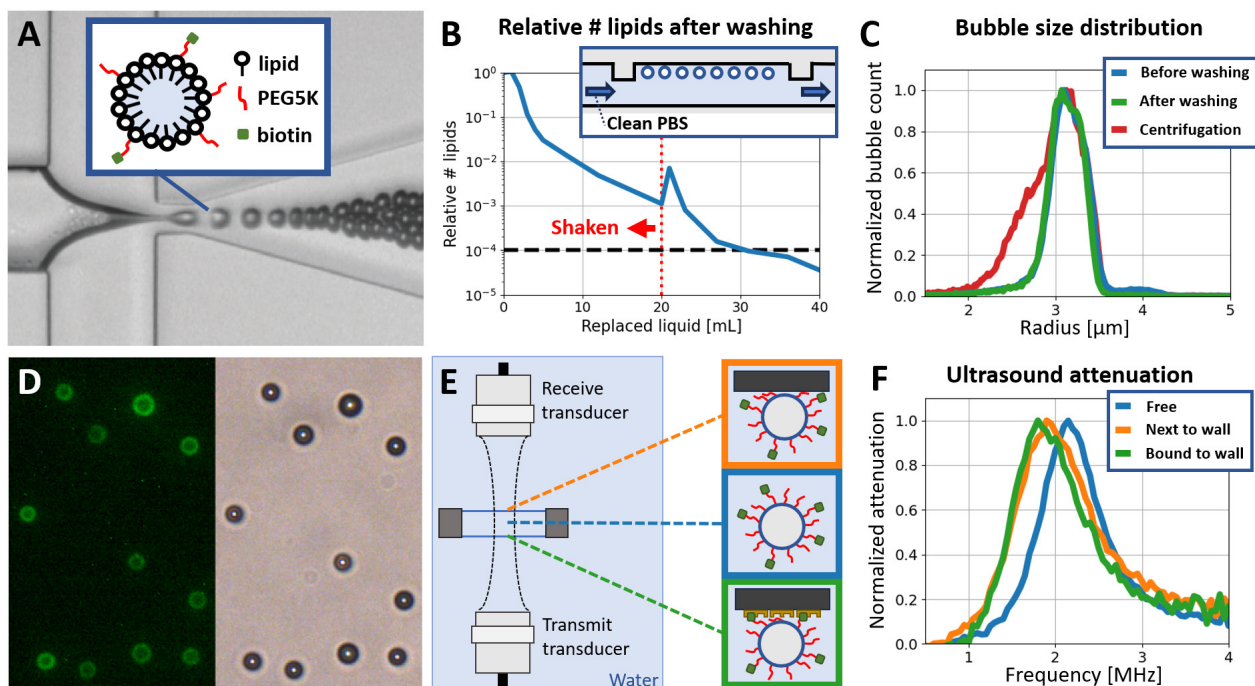 A
lipid
PEG5K
biotin
B
Relative # lipids after washing
Clean PBS
Shaken
Relative # lipids
10⁰
10⁻¹
10⁻²
10⁻³
10⁻⁴
10⁻⁵
0
10
20
30
40
Replaced liquid [mL]
C
Bubble size distribution
Before washing
After washing
Centrifugation
Normalized bubble count
1.0
0.8
0.6
0.4
0.2
0.0
2
3
4
5
Radius [μm]
D
E
Receive
transducer
Transmit
transducer
Water
F
Ultrasound attenuation
Free
Next to wall
Bound to wall
Normalized attenuation
1.0
0.8
0.6
0.4
0.2
0.0
1
2
3
4
Frequency [MHz]